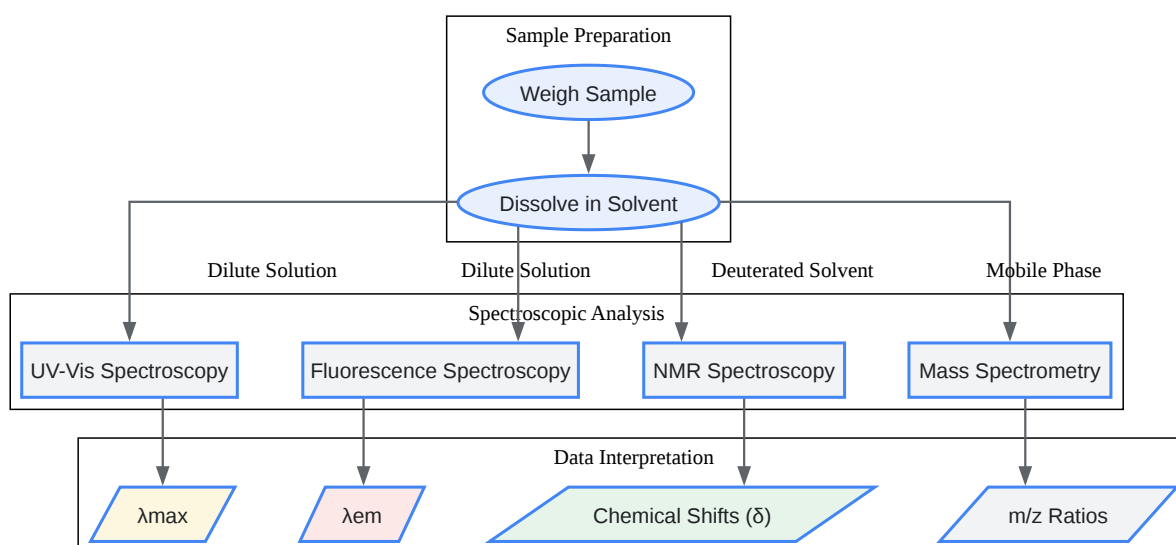 Sample Preparation
Weigh Sample
Dissolve in Solvent
Dilute Solution
Dilute Solution
Deuterated Solvent
Mobile Phase
Spectroscopic Analysis
UV-Vis Spectroscopy
Fluorescence Spectroscopy
NMR Spectroscopy
Mass Spectrometry
Data Interpretation
λmax
λem
Chemical Shifts (δ)
m/z Ratios